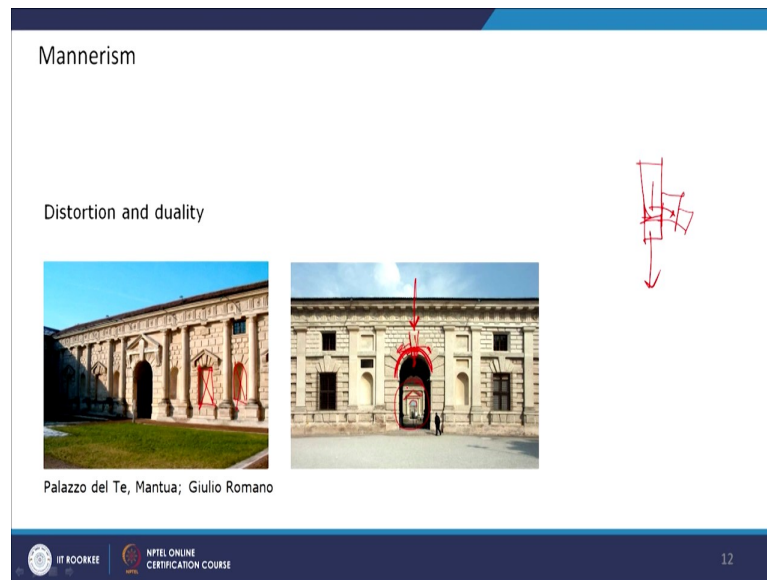 Mannerism
Distortion and duality
Palazzo del Te, Mantua; Giulio Romano
IIT ROORKEE
NPTEL ONLINE
CERTIFICATION COURSE
12